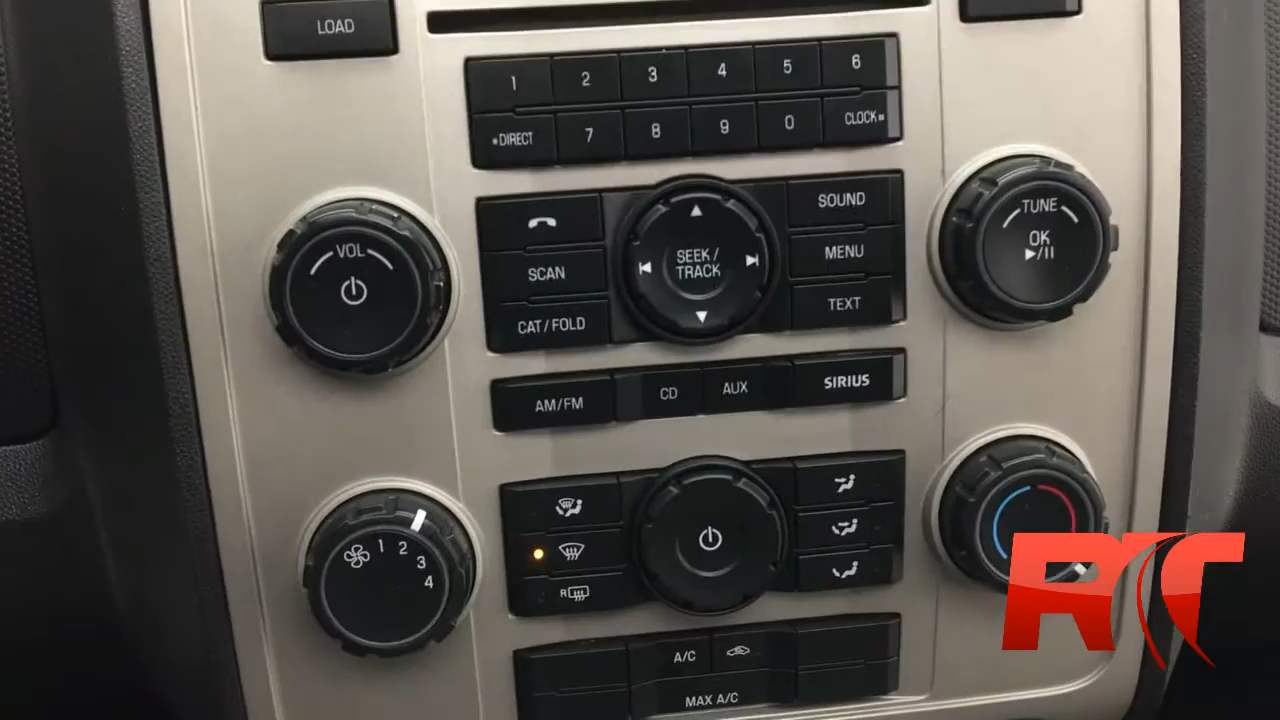 LOAD
1 2 3 4 5 6
*DIRECT 7 8 9 0 CLOCK#
VOL
SCAN
CAT/FOLD
SEEK/
TRACK
SOUND
MENU
TEXT
TUNE
OK
AM/FM CD AUX SIRIUS
1 2 3 4
R
A/C
MAX A/C
RTC